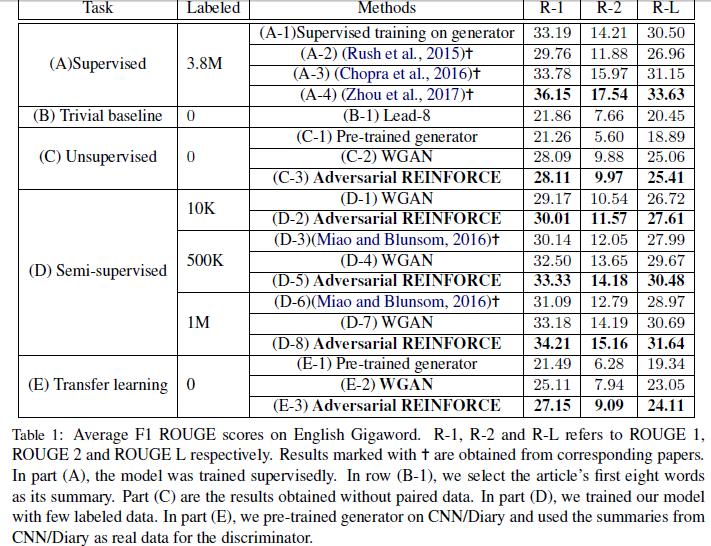 Task Labeled Methods R-1 R-2 R-L
(A)Supervised 3.8M (A-1)Supervised training on generator 33.19 14.21 30.50
(A-2) (Rush et al., 2015)† 29.76 11.88 26.96
(A-3) (Chopra et al., 2016)† 33.78 15.97 31.15
(A-4) (Zhou et al., 2017)† 36.15 17.54 33.63
(B) Trivial baseline 0 (B-1) Lead-8 21.86 7.66 20.45
(C) Unsupervised 0 (C-1) Pre-trained generator 21.26 5.60 18.89
(C-2) WGAN 28.09 9.88 25.06
(C-3) Adversarial REINFORCE 28.11 9.97 25.41
(D) Semi-supervised 10K (D-1) WGAN 29.17 10.54 26.72
(D-2) Adversarial REINFORCE 30.01 11.57 27.61
500K (D-3)(Miao and Blunsom, 2016)† 30.14 12.05 27.99
(D-4) WGAN 32.50 13.65 29.67
(D-5) Adversarial REINFORCE 33.33 14.18 30.48
1M (D-6)(Miao and Blunsom, 2016)† 31.09 12.79 28.97
(D-7) WGAN 33.18 14.19 30.69
(D-8) Adversarial REINFORCE 34.21 15.16 31.64
(E) Transfer learning 0 (E-1) Pre-trained generator 21.49 6.28 19.34
(E-2) WGAN 25.11 7.94 23.05
(E-3) Adversarial REINFORCE 27.15 9.09 24.11
Table 1: Average F1 ROUGE scores on English Gigaword. R-1, R-2 and R-L refers to ROUGE 1,
ROUGE 2 and ROUGE L respectively. Results marked with † are obtained from corresponding papers.
In part (A), the model was trained supervisedly. In row (B-1), we select the article's first eight words
as its summary. Part (C) are the results obtained without paired data. In part (D), we trained our model
with few labeled data. In part (E), we pre-trained generator on CNN/Diary and used the summaries from
CNN/Diary as real data for the discriminator.